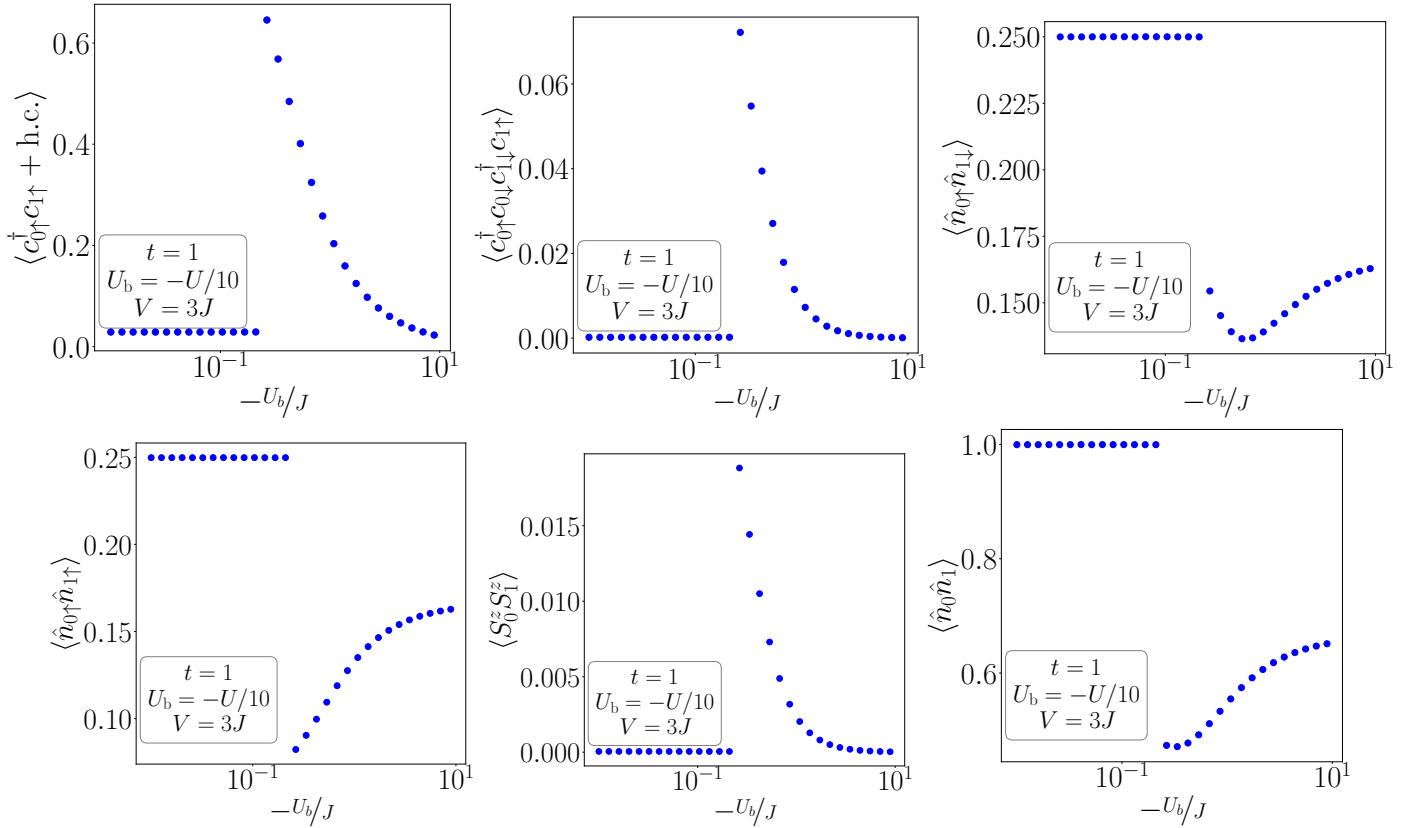 ⟨c†0↑c1↑ + h.c.⟩
0.6
0.4
0.2
0.0
t = 1
Ub = −U/10
V = 3J
10−1
101
−Ub/J
⟨c†0↑c0↓c†1↓c1↑⟩
0.06
0.04
0.02
0.00
t = 1
Ub = −U/10
V = 3J
10−1
101
−Ub/J
⟨n̂0↑n̂1↓⟩
0.250
0.225
0.200
0.175
0.150
t = 1
Ub = −U/10
V = 3J
10−1
101
−Ub/J
⟨n̂0↑n̂1↑⟩
0.25
0.20
0.15
0.10
t = 1
Ub = −U/10
V = 3J
10−1
101
−Ub/J
⟨Sz0Sz1⟩
0.015
0.010
0.005
0.000
t = 1
Ub = −U/10
V = 3J
10−1
101
−Ub/J
⟨n̂0n̂1⟩
1.0
0.8
0.6
t = 1
Ub = −U/10
V = 3J
10−1
101
−Ub/J